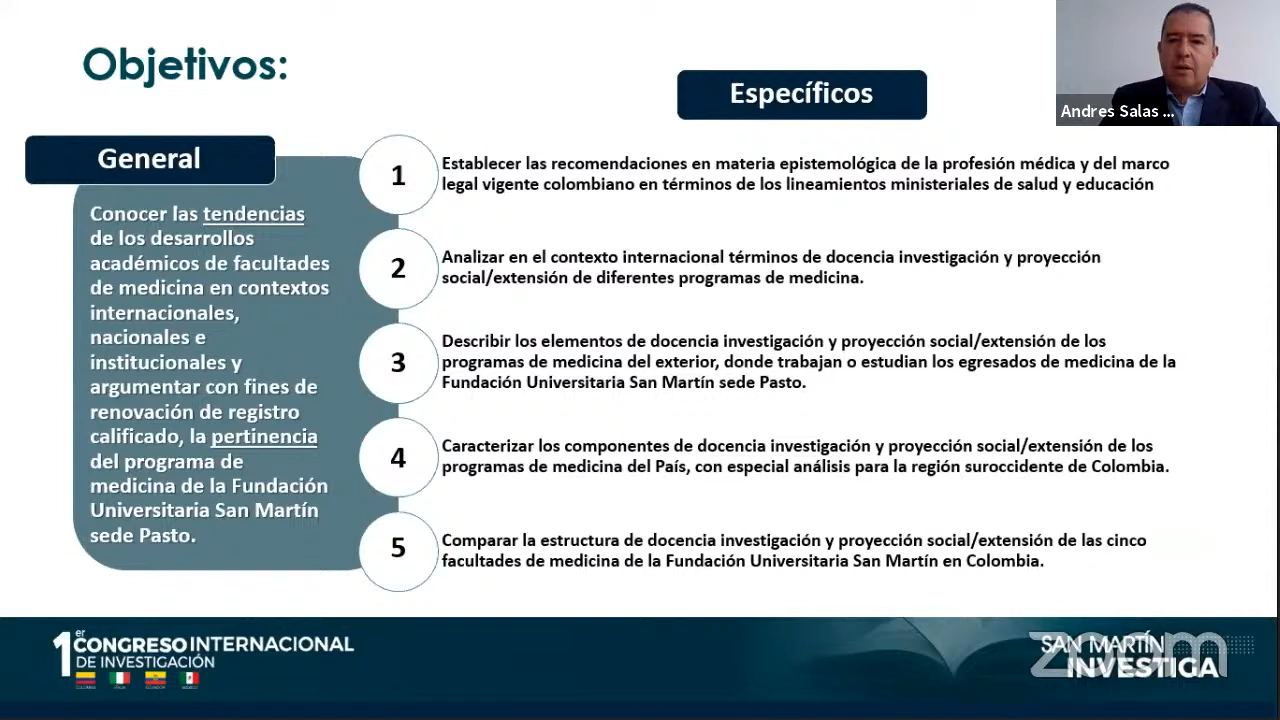 Objetivos:
Andres Salas ...
Específicos
General
Conocer las tendencias
de los desarrollos
académicos de facultades
de medicina en contextos
internacionales,
nacionales e
institucionales y
argumentar con fines de
renovación de registro
calificado, la pertinencia
del programa de
medicina de la Fundación
Universitaria San Martín
sede Pasto.
1
Establecer las recomendaciones en materia epistemológica de la profesión médica y del marco
legal vigente colombiano en términos de los lineamientos ministeriales de salud y educación
2
Analizar en el contexto internacional términos de docencia investigación y proyección
social/extensión de diferentes programas de medicina.
3
Describir los elementos de docencia investigación y proyección social/extensión de los
programas de medicina del exterior, donde trabajan o estudian los egresados de medicina de la
Fundación Universitaria San Martín sede Pasto.
4
Caracterizar los componentes de docencia investigación y proyección social/extensión de los
programas de medicina del País, con especial análisis para la región suroccidente de Colombia.
5
Comparar la estructura de docencia investigación y proyección social/extensión de las cinco
facultades de medicina de la Fundación Universitaria San Martín en Colombia.
1er CONGRESO INTERNACIONAL
DE INVESTIGACIÓN
COLOMBIA ITALIA ECUADOR MÉXICO
SAN MARTÍN
INVESTIGA
zoom